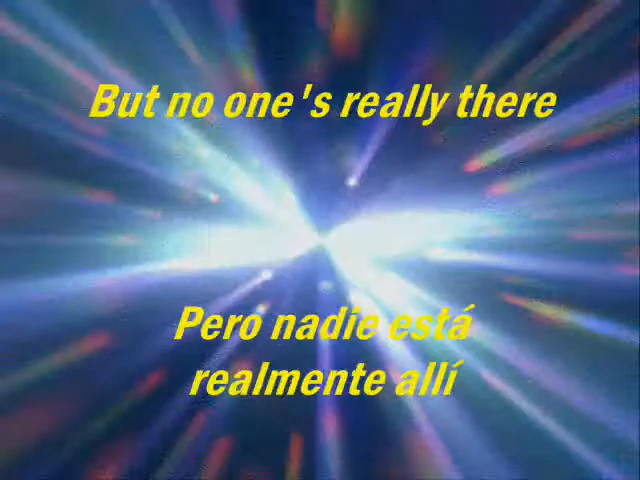 But no one's really there
Pero nadie está
realmente allí